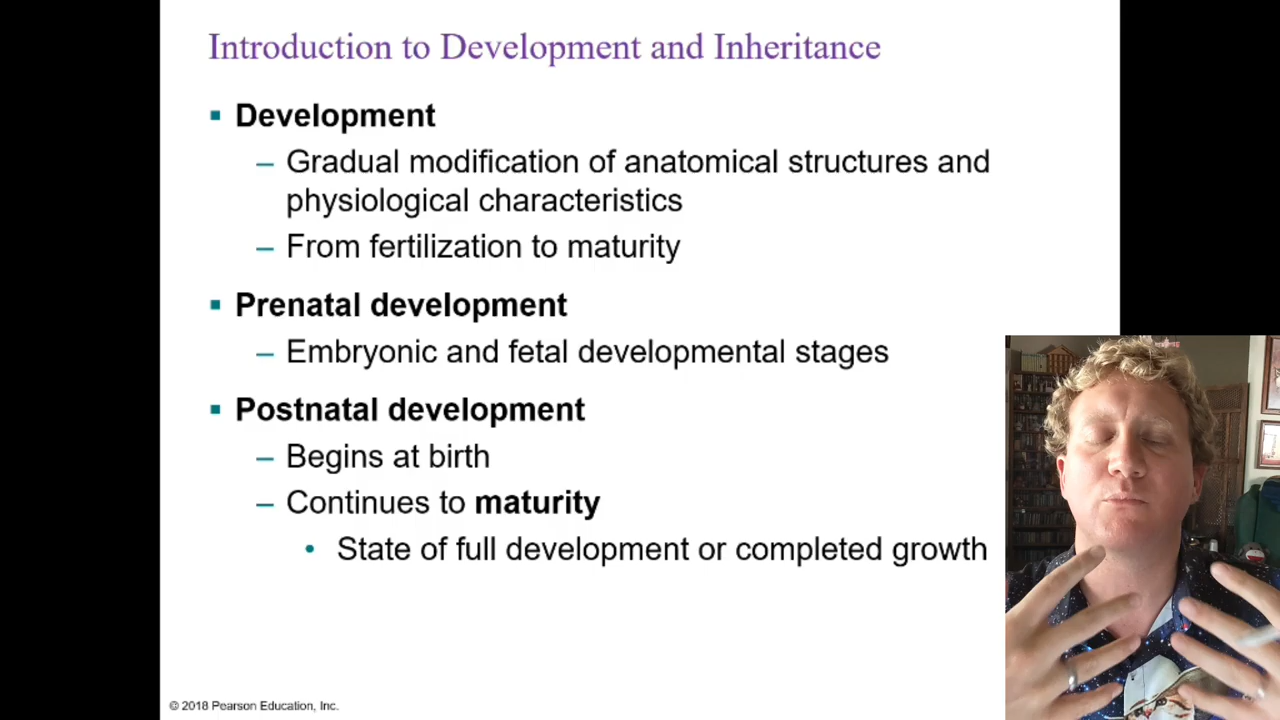 Introduction to Development and Inheritance
▪ Development
– Gradual modification of anatomical structures and
physiological characteristics
– From fertilization to maturity
▪ Prenatal development
– Embryonic and fetal developmental stages
▪ Postnatal development
– Begins at birth
– Continues to maturity
• State of full development or completed growth
© 2018 Pearson Education, Inc.